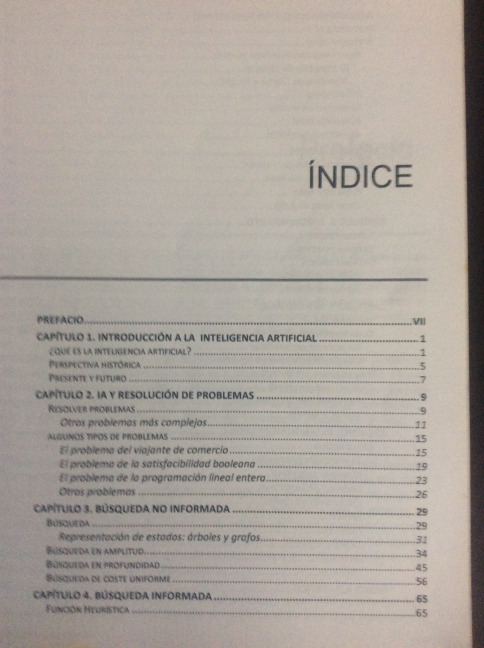 ÍNDICE
PREFACIO............VII
CAPÍTULO 1. INTRODUCCIÓN A LA INTELIGENCIA ARTIFICIAL............1
¿QUÉ ES LA INTELIGENCIA ARTIFICIAL?............1
PERSPECTIVA HISTÓRICA............5
PRESENTE Y FUTURO............7
CAPÍTULO 2. IA Y RESOLUCIÓN DE PROBLEMAS............9
RESOLVER PROBLEMAS............9
Otros problemas más complejos............11
ALGUNOS TIPOS DE PROBLEMAS............15
El problema del viajante de comercio............15
El problema de la satisfacibilidad booleana............19
El problema de la programación lineal entera............23
Otros problemas............26
CAPÍTULO 3. BÚSQUEDA NO INFORMADA............29
BÚSQUEDA............29
Representación de estados: árboles y grafos............31
BÚSQUEDA EN AMPLITUD............34
BÚSQUEDA EN PROFUNDIDAD............45
BÚSQUEDA DE COSTE UNIFORME............56
CAPÍTULO 4. BÚSQUEDA INFORMADA............65
FUNCIÓN HEURÍSTICA............65